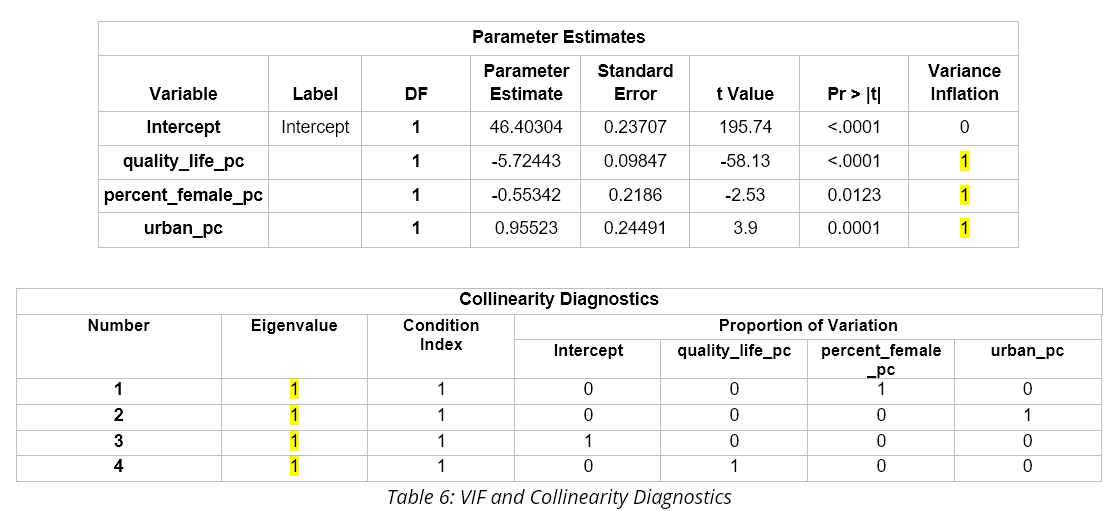 Parameter Estimates
Variable Label DF Parameter Estimate Standard Error t Value Pr > |t| Variance Inflation
Intercept Intercept 1 46.40304 0.23707 195.74 <.0001 0
quality_life_pc 1 -5.72443 0.09847 -58.13 <.0001 1
percent_female_pc 1 -0.55342 0.2186 -2.53 0.0123 1
urban_pc 1 0.95523 0.24491 3.9 0.0001 1
Collinearity Diagnostics
Number Eigenvalue Condition Index Proportion of Variation
Intercept quality_life_pc percent_female_pc urban_pc
1 1 1 0 0 1 0
2 1 1 0 0 0 1
3 1 1 1 0 0 0
4 1 1 0 1 0 0
Table 6: VIF and Collinearity Diagnostics